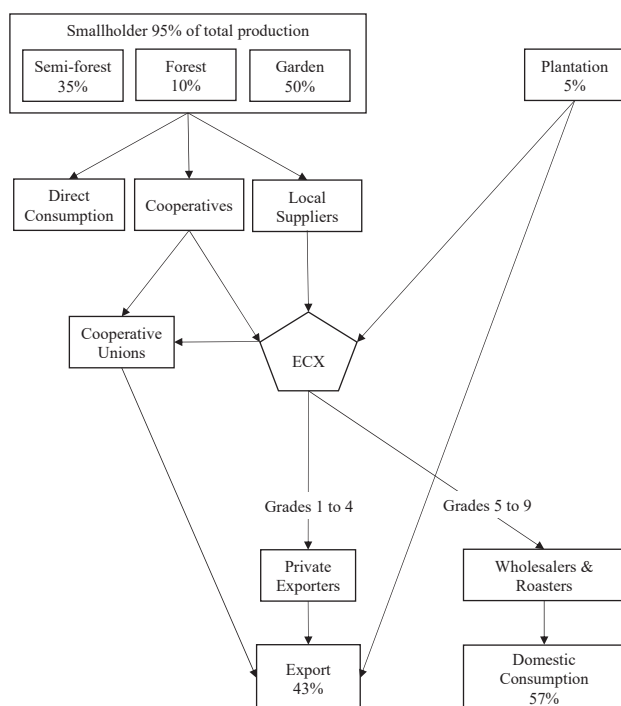 Smallholder 95% of total production
Semi-forest
35%
Forest
10%
Garden
50%
Plantation
5%
Direct
Consumption
Cooperatives
Local
Suppliers
Cooperative
Unions
ECX
Grades 1 to 4
Grades 5 to 9
Private
Exporters
Wholesalers &
Roasters
Export
43%
Domestic
Consumption
57%